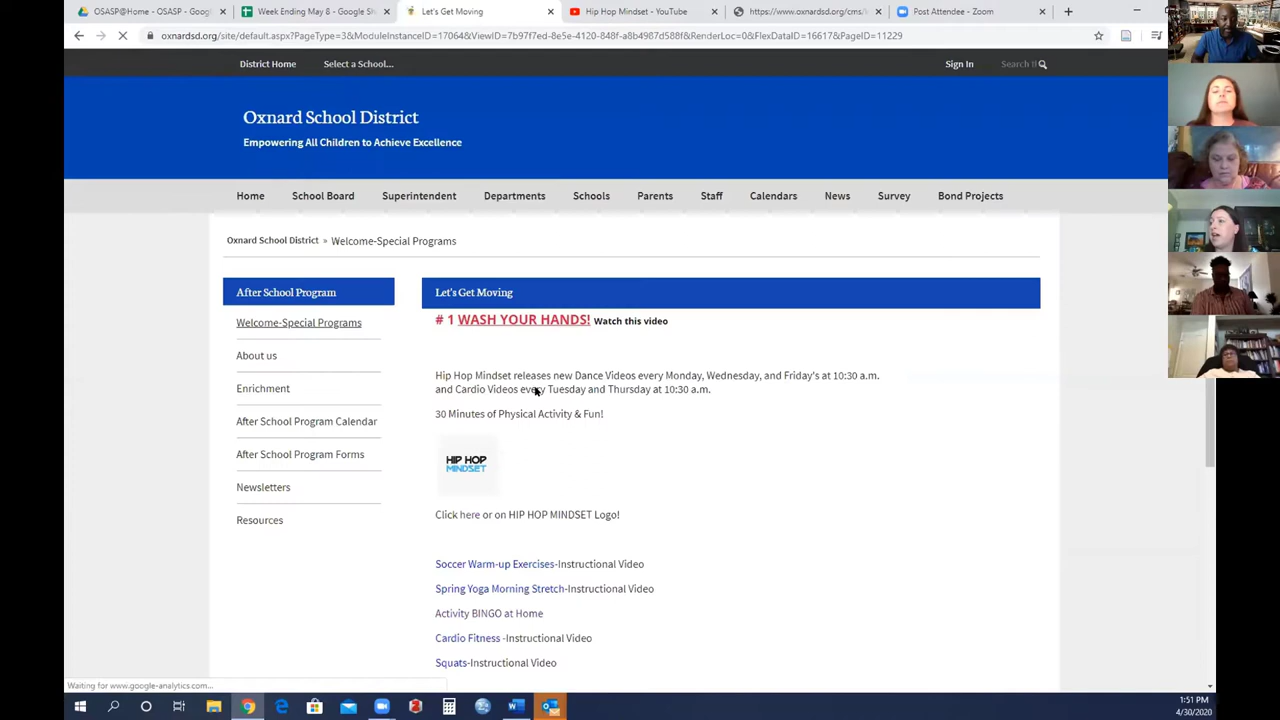 OSASP@Home - OSASP - Goog
Week Ending May 8 - Google Sh
Let's Get Moving
Hip Hop Mindset - YouTube
https://www.oxnardsd.org/cms/l
Post Attendee - Zoom
oxnardsd.org/site/default.aspx?PageType=3&ModuleInstanceID=17064&ViewID=7b97f7ed-8e5e-4120-848f-a8b4987d588f&RenderLoc=0&FlexDataID=16617&PageID=11229
District Home
Select a School...
Sign In
Search
Oxnard School District
Empowering All Children to Achieve Excellence
Home
School Board
Superintendent
Departments
Schools
Parents
Staff
Calendars
News
Survey
Bond Projects
Oxnard School District » Welcome-Special Programs
After School Program
Welcome-Special Programs
About us
Enrichment
After School Program Calendar
After School Program Forms
Newsletters
Resources
Let's Get Moving
# 1 WASH YOUR HANDS! Watch this video
Hip Hop Mindset releases new Dance Videos every Monday, Wednesday, and Friday's at 10:30 a.m.
and Cardio Videos every Tuesday and Thursday at 10:30 a.m.
30 Minutes of Physical Activity & Fun!
HIP HOP
MINDSET
Click here or on HIP HOP MINDSET Logo!
Soccer Warm-up Exercises-Instructional Video
Spring Yoga Morning Stretch-Instructional Video
Activity BINGO at Home
Cardio Fitness -Instructional Video
Squats-Instructional Video
Waiting for www.google-analytics.com...
1:51 PM
4/30/2020